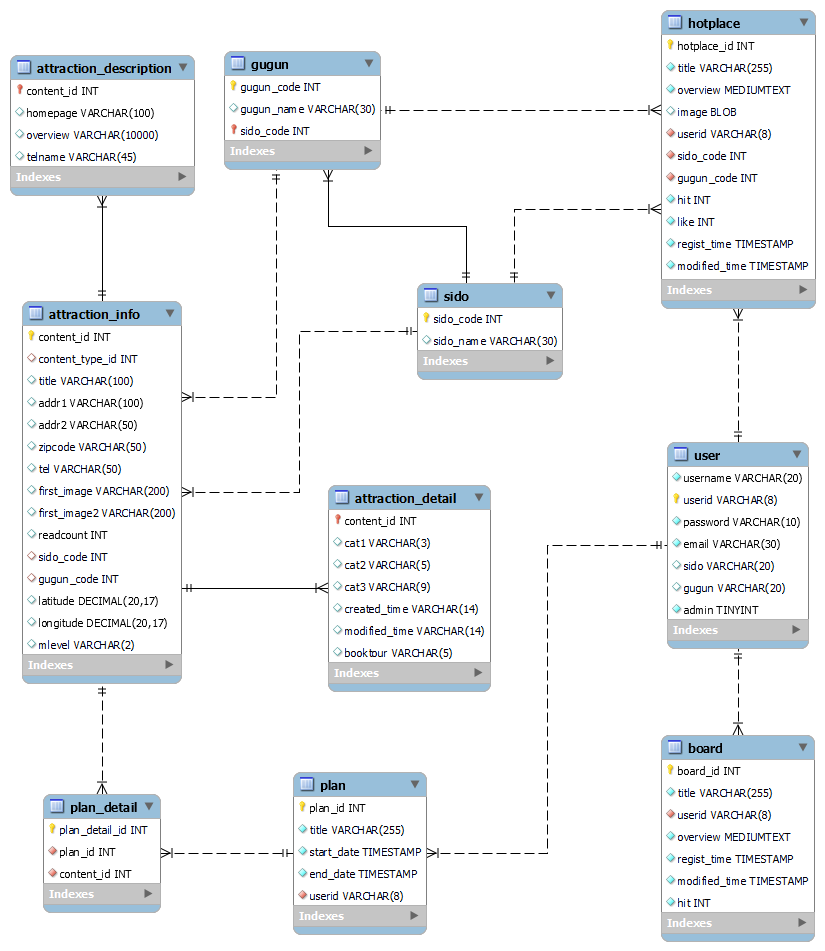 attraction_description
content_id INT
homepage VARCHAR(100)
overview VARCHAR(10000)
telname VARCHAR(45)
Indexes
gugun
gugun_code INT
gugun_name VARCHAR(30)
sido_code INT
Indexes
hotplace
hotplace_id INT
title VARCHAR(255)
overview MEDIUMTEXT
image BLOB
userid VARCHAR(8)
sido_code INT
gugun_code INT
hit INT
like INT
regist_time TIMESTAMP
modified_time TIMESTAMP
Indexes
sido
sido_code INT
sido_name VARCHAR(30)
Indexes
attraction_info
content_id INT
content_type_id INT
title VARCHAR(100)
addr1 VARCHAR(100)
addr2 VARCHAR(50)
zipcode VARCHAR(50)
tel VARCHAR(50)
first_image VARCHAR(200)
first_image2 VARCHAR(200)
readcount INT
sido_code INT
gugun_code INT
latitude DECIMAL(20,17)
longitude DECIMAL(20,17)
mlevel VARCHAR(2)
Indexes
attraction_detail
content_id INT
cat1 VARCHAR(3)
cat2 VARCHAR(5)
cat3 VARCHAR(9)
created_time VARCHAR(14)
modified_time VARCHAR(14)
booktour VARCHAR(5)
Indexes
user
username VARCHAR(20)
userid VARCHAR(8)
password VARCHAR(10)
email VARCHAR(30)
sido VARCHAR(20)
gugun VARCHAR(20)
admin TINYINT
Indexes
plan_detail
plan_detail_id INT
plan_id INT
content_id INT
Indexes
plan
plan_id INT
title VARCHAR(255)
start_date TIMESTAMP
end_date TIMESTAMP
userid VARCHAR(8)
Indexes
board
board_id INT
title VARCHAR(255)
userid VARCHAR(8)
overview MEDIUMTEXT
regist_time TIMESTAMP
modified_time TIMESTAMP
hit INT
Indexes